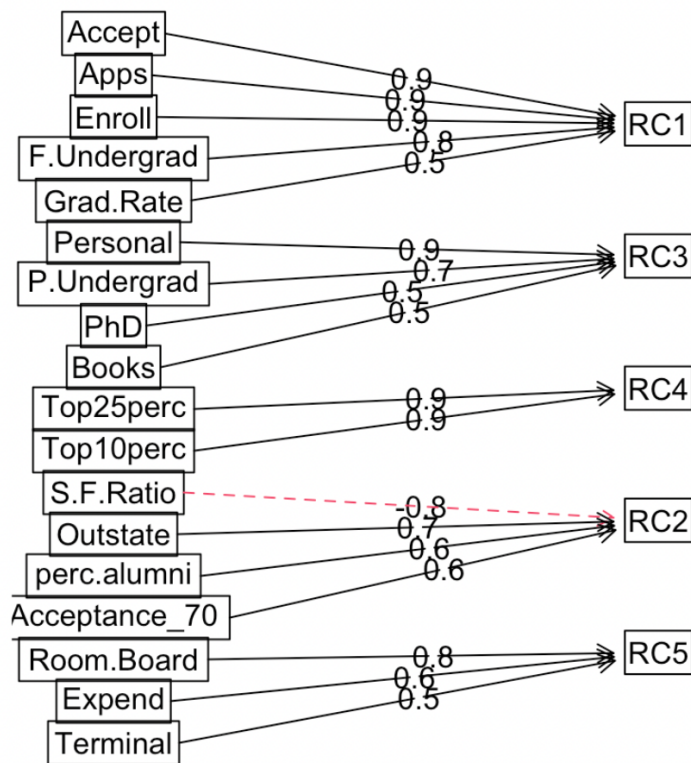 Accept
Apps
Enroll
F.Undergrad
Grad.Rate
Personal
P.Undergrad
PhD
Books
Top25perc
Top10perc
S.F.Ratio
Outstate
perc.alumni
Acceptance_70
Room.Board
Expend
Terminal
0.9
0.9
0.9
0.8
0.5
0.9
0.7
0.5
0.5
0.9
0.9
-0.8
0.7
0.6
0.6
0.8
0.6
0.5
RC1
RC3
RC4
RC2
RC5